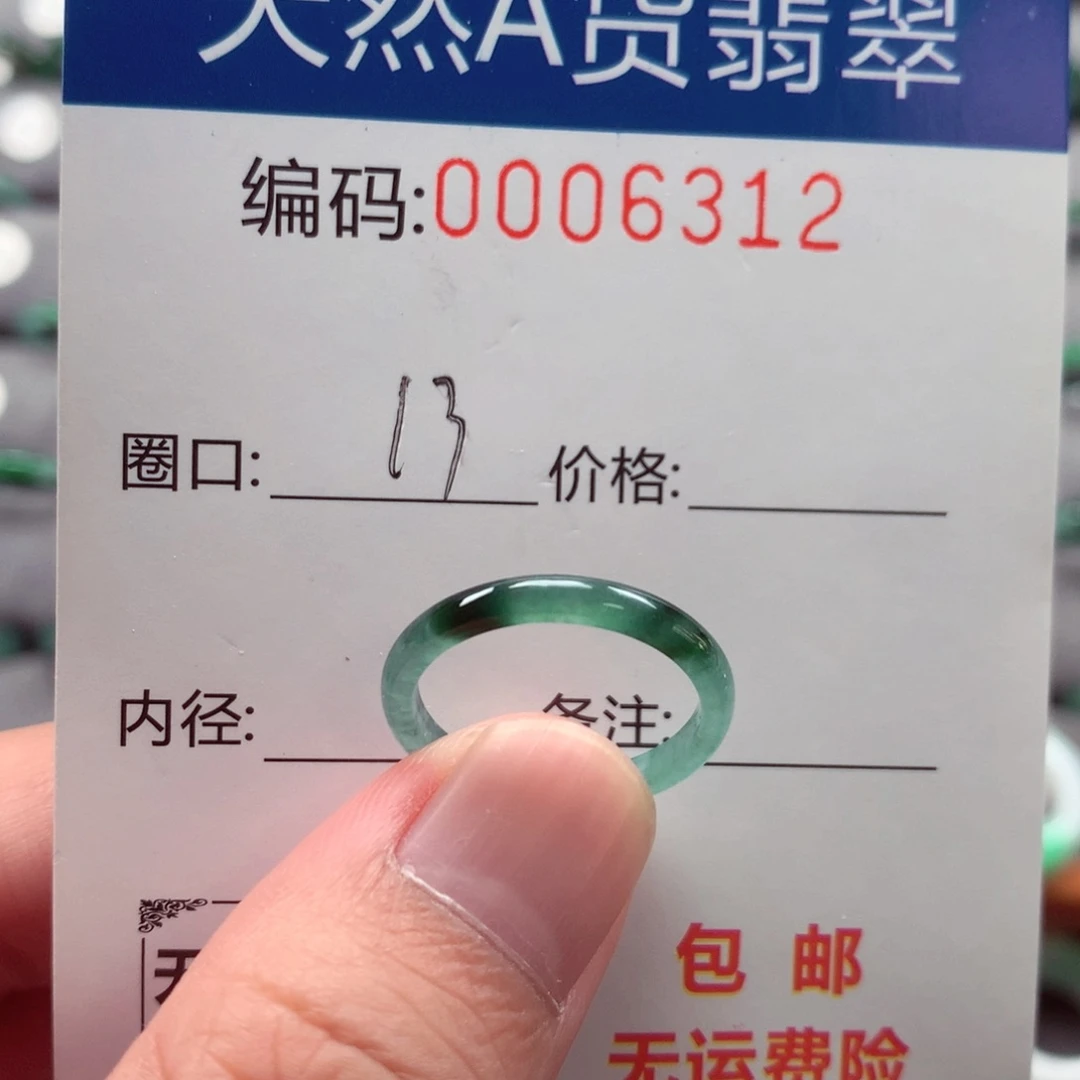 天然A货翡翠
编码:0006312
圈口: 13 价格:
内径: 备注:
包 邮
无运费险